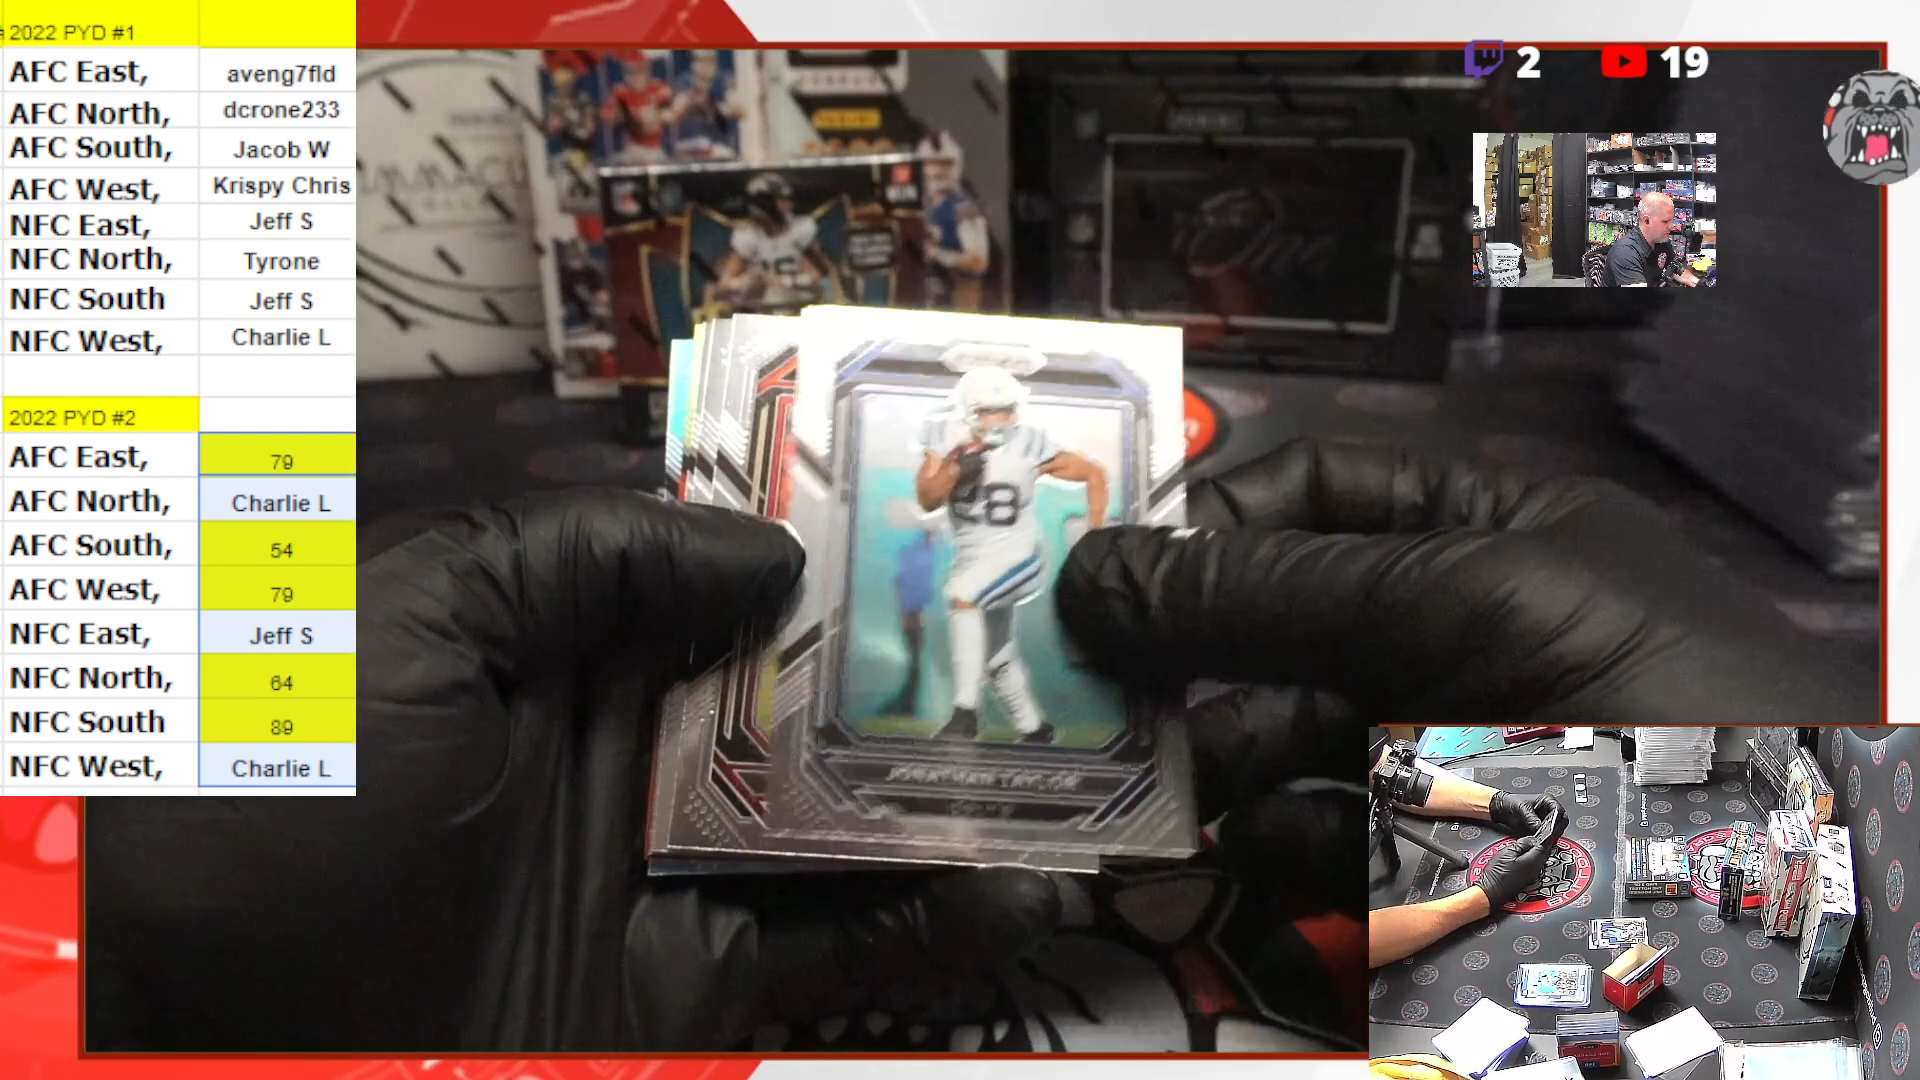 2022 PYD #1
AFC East, aveng7fld
AFC North, dcrone233
AFC South, Jacob W
AFC West, Krispy Chris
NFC East, Jeff S
NFC North, Tyrone
NFC South Jeff S
NFC West, Charlie L
2022 PYD #2
AFC East, 79
AFC North, Charlie L
AFC South, 54
AFC West, 79
NFC East, Jeff S
NFC North, 64
NFC South 89
NFC West, Charlie L
2 19
28
JONATHAN TAYLOR